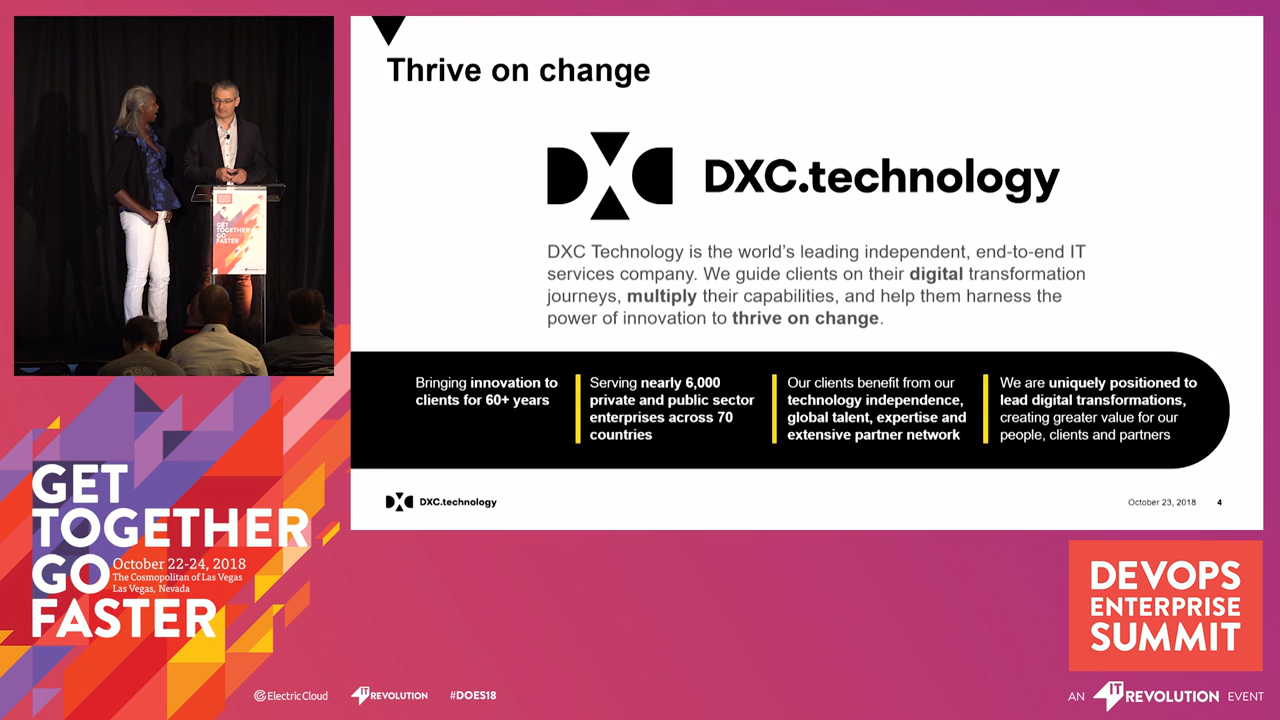 Thrive on change
DXC.technology
DXC Technology is the world's leading independent, end-to-end IT
services company. We guide clients on their digital transformation
journeys, multiply their capabilities, and help them harness the
power of innovation to thrive on change.
Bringing innovation to
clients for 60+ years
Serving nearly 6,000
private and public sector
enterprises across 70
countries
Our clients benefit from our
technology independence,
global talent, expertise and
extensive partner network
We are uniquely positioned to
lead digital transformations,
creating greater value for our
people, clients and partners
DXC.technology
October 23, 2018 4
GET
TOGETHER
GO
FASTER
GET
TOGETHER
GO
FASTER
October 22-24, 2018
The Cosmopolitan of Las Vegas
Las Vegas, Nevada
DEVOPS
ENTERPRISE
SUMMIT
Electric Cloud
IT REVOLUTION
#DOES18
AN IT REVOLUTION EVENT